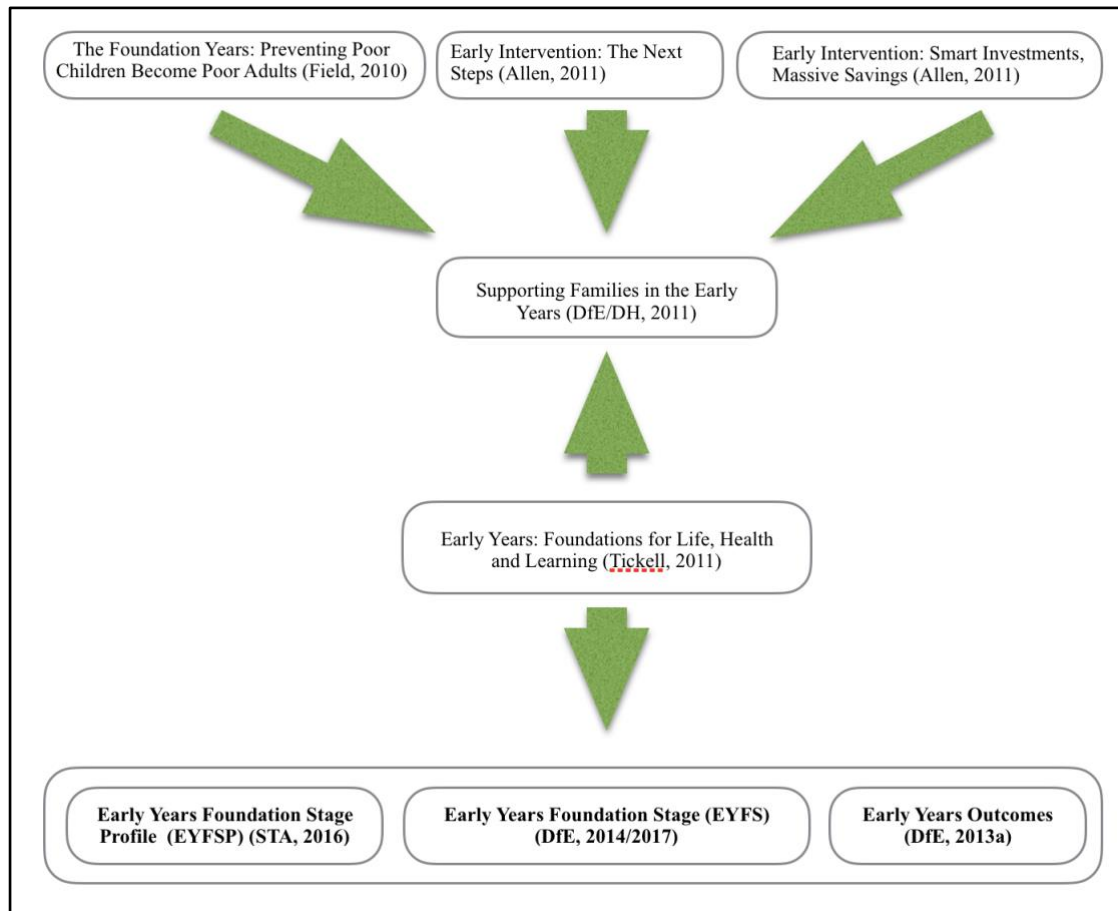 The Foundation Years: Preventing Poor
Children Become Poor Adults (Field, 2010)
Early Intervention: The Next
Steps (Allen, 2011)
Early Intervention: Smart Investments,
Massive Savings (Allen, 2011)
Supporting Families in the Early
Years (DfE/DH, 2011)
Early Years: Foundations for Life, Health
and Learning (Tickell, 2011)
Early Years Foundation Stage
Profile (EYFSP) (STA, 2016)
Early Years Foundation Stage (EYFS)
(DfE, 2014/2017)
Early Years Outcomes
(DfE, 2013a)